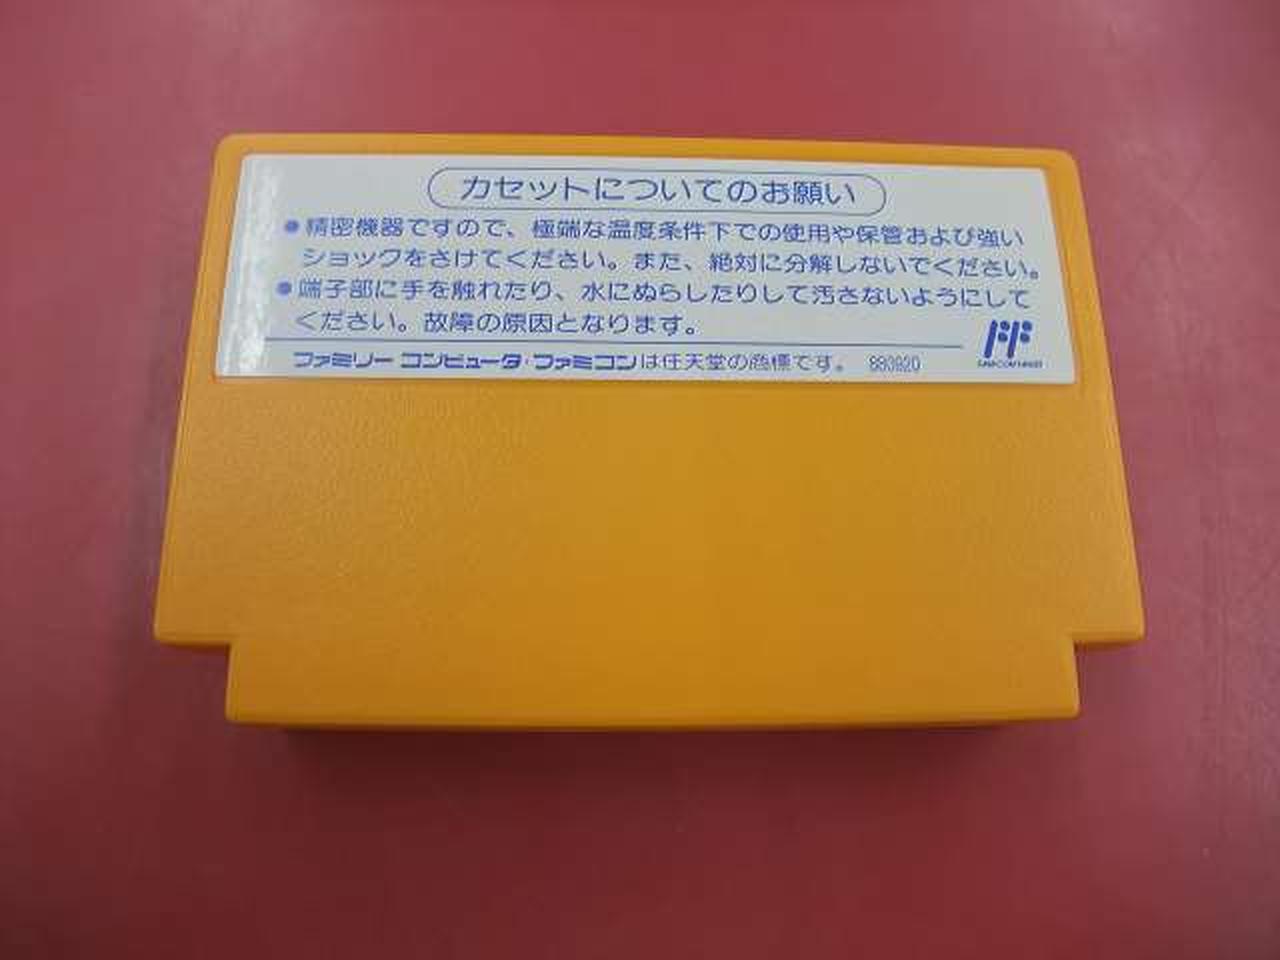 カセットについてのお願い
●精密機器ですので、極端な温度条件下での使用や保管および強い
ショックをさけてください。また、絶対に分解しないでください。
●端子部に手を触れたり、水にぬらしたりして汚さないようにして
ください。故障の原因となります。
ファミリー コンピュータ・ファミコンは任天堂の商標です。
FF